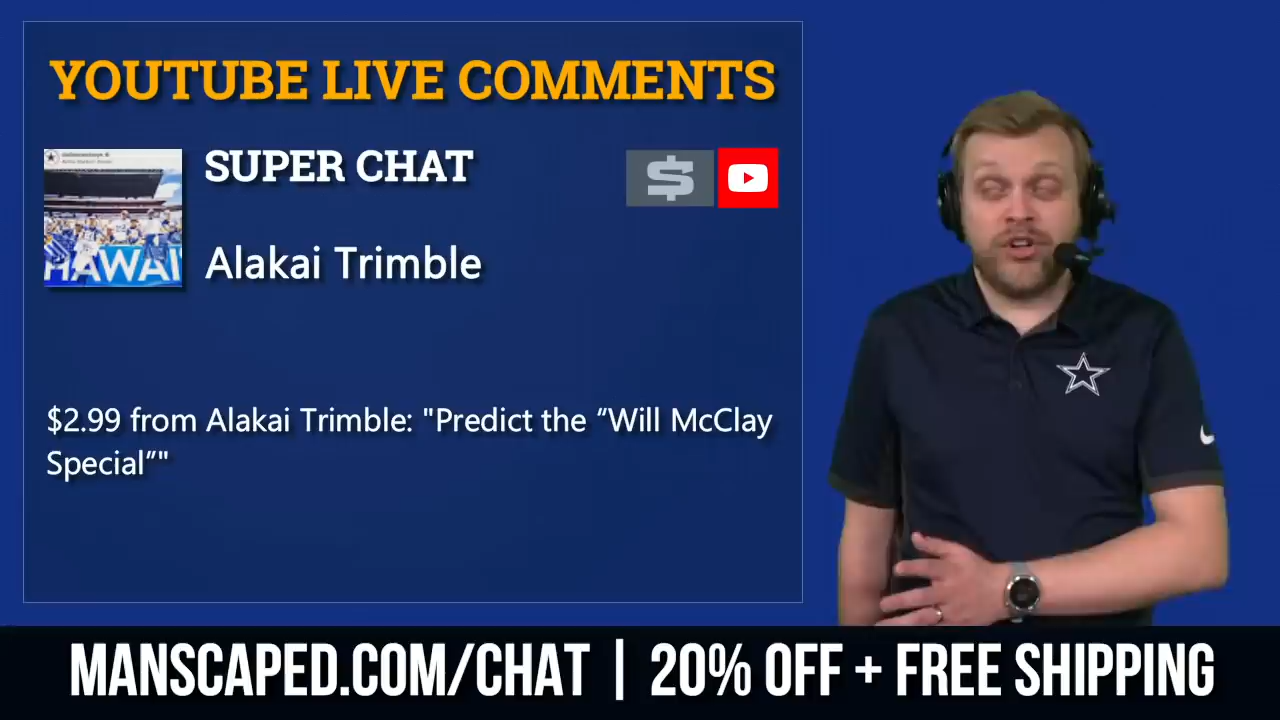 YOUTUBE LIVE COMMENTS
SUPER CHAT
Alakai Trimble
HAWAI
$2.99 from Alakai Trimble: "Predict the “Will McClay
Special”"
MANSCAPED.COM/CHAT | 20% OFF + FREE SHIPPING